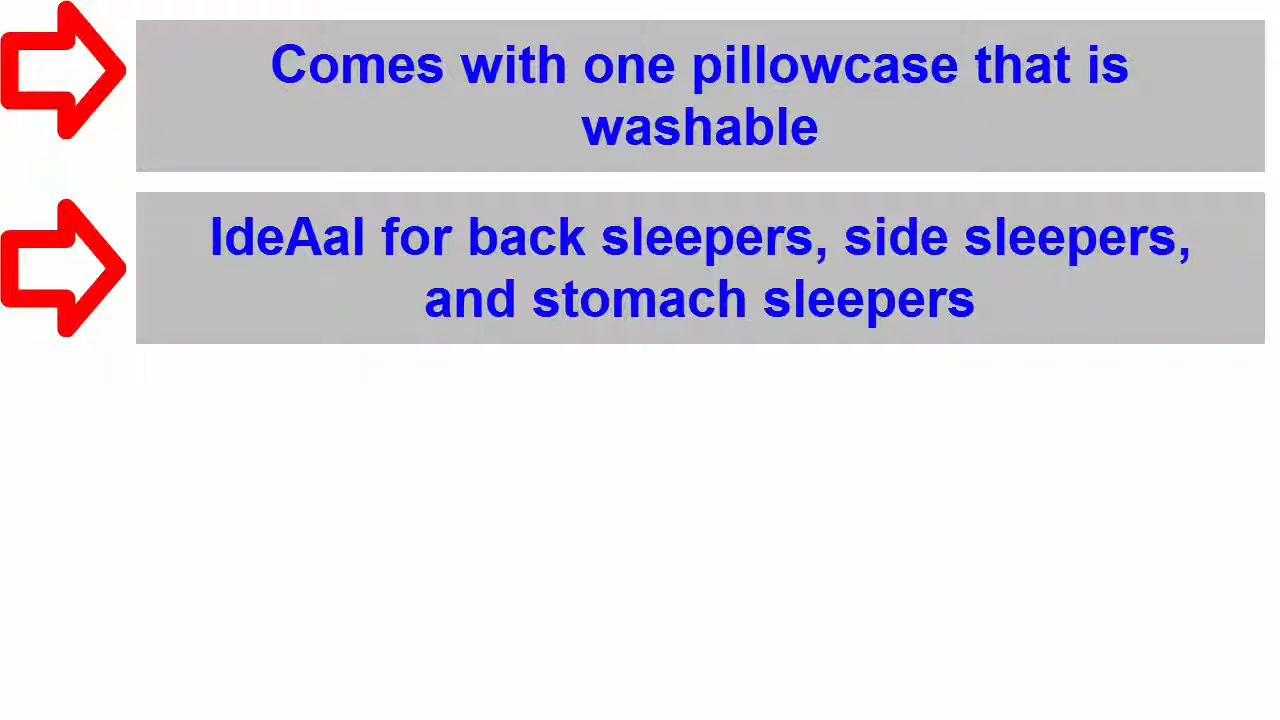 Comes with one pillowcase that is
washable
IdeAal for back sleepers, side sleepers,
and stomach sleepers